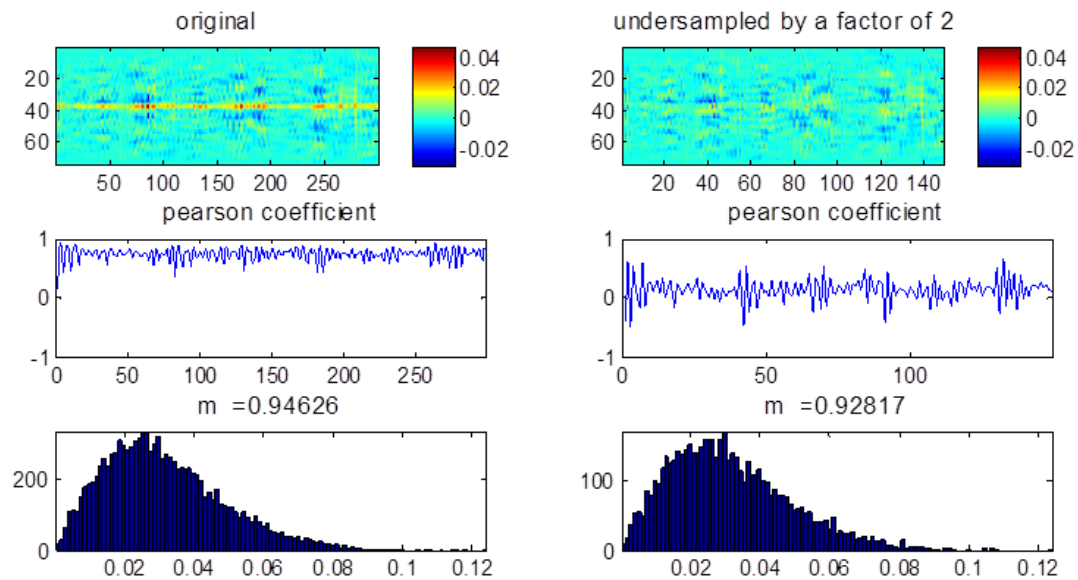 original
undersampled by a factor of 2
20
40
60
50 100 150 200 250
0.04
0.02
0
-0.02
20
40
60
20 40 60 80 100 120 140
0.04
0.02
0
-0.02
pearson coefficient
pearson coefficient
1
0
-1
0 50 100 150 200 250
1
0
-1
0 50 100
m =0.94626
m =0.92817
200
0
0.02 0.04 0.06 0.08 0.1 0.12
100
0
0.02 0.04 0.06 0.08 0.1 0.12